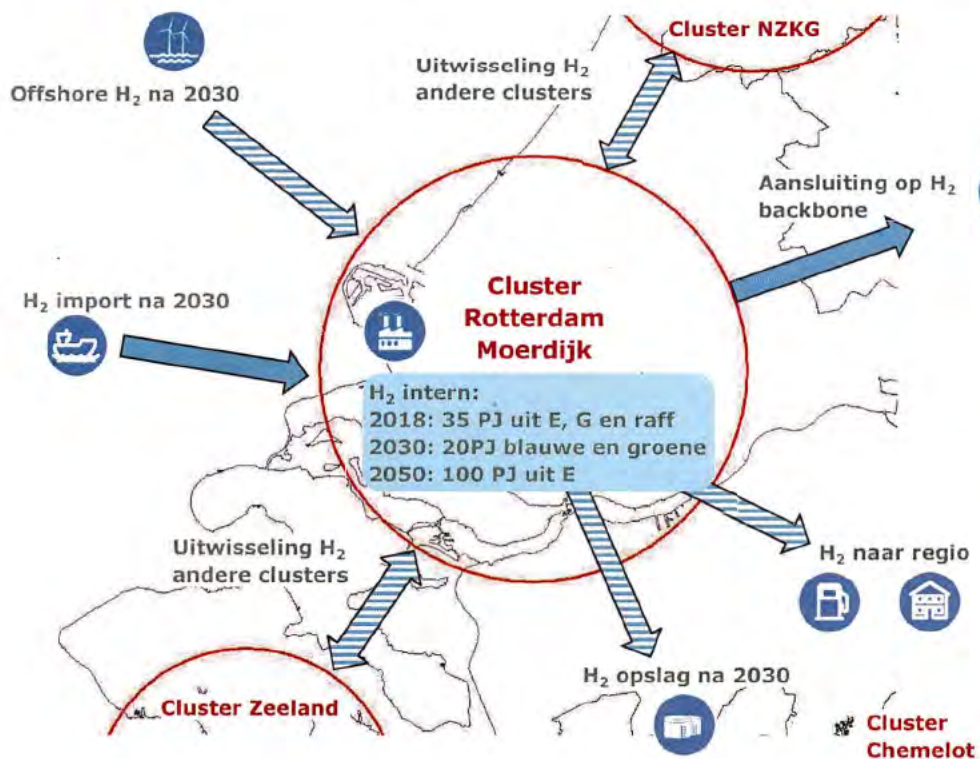 Cluster NZKG
Uitwisseling H₂
andere clusters
Offshore H₂ na 2030
Aansluiting op H₂
backbone
H₂ import na 2030
Cluster
Rotterdam
Moerdijk
H₂ intern:
2018: 35 PJ uit E, G en raff
2030: 20PJ blauwe en groene
2050: 100 PJ uit E
Uitwisseling H₂
andere clusters
H₂ naar regio
H₂ opslag na 2030
Cluster Zeeland
Cluster
Chemelot